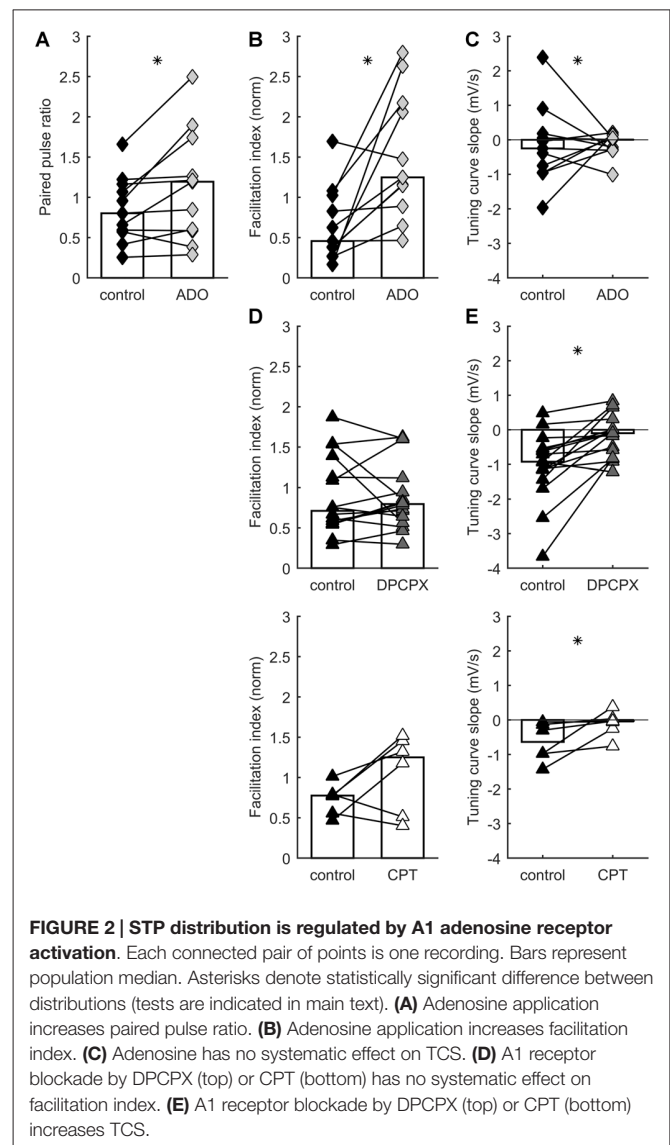 A
*
Paired pulse ratio
3
2.5
2
1.5
1
0.5
0
control ADO
B
*
Facilitation index (norm)
3
2.5
2
1.5
1
0.5
0
control ADO
C
*
Tuning curve slope (mV/s)
3
2
1
0
-1
-2
-3
-4
control ADO
D
Facilitation index (norm)
3
2.5
2
1.5
1
0.5
0
control DPCPX
E
*
Tuning curve slope (mV/s)
3
2
1
0
-1
-2
-3
-4
control DPCPX
Facilitation index (norm)
3
2.5
2
1.5
1
0.5
0
control CPT
*
Tuning curve slope (mV/s)
3
2
1
0
-1
-2
-3
-4
control CPT
FIGURE 2 | STP distribution is regulated by A1 adenosine receptor
activation. Each connected pair of points is one recording. Bars represent
population median. Asterisks denote statistically significant difference between
distributions (tests are indicated in main text). (A) Adenosine application
increases paired pulse ratio. (B) Adenosine application increases facilitation
index. (C) Adenosine has no systematic effect on TCS. (D) A1 receptor
blockade by DPCPX (top) or CPT (bottom) has no systematic effect on
facilitation index. (E) A1 receptor blockade by DPCPX (top) or CPT (bottom)
increases TCS.